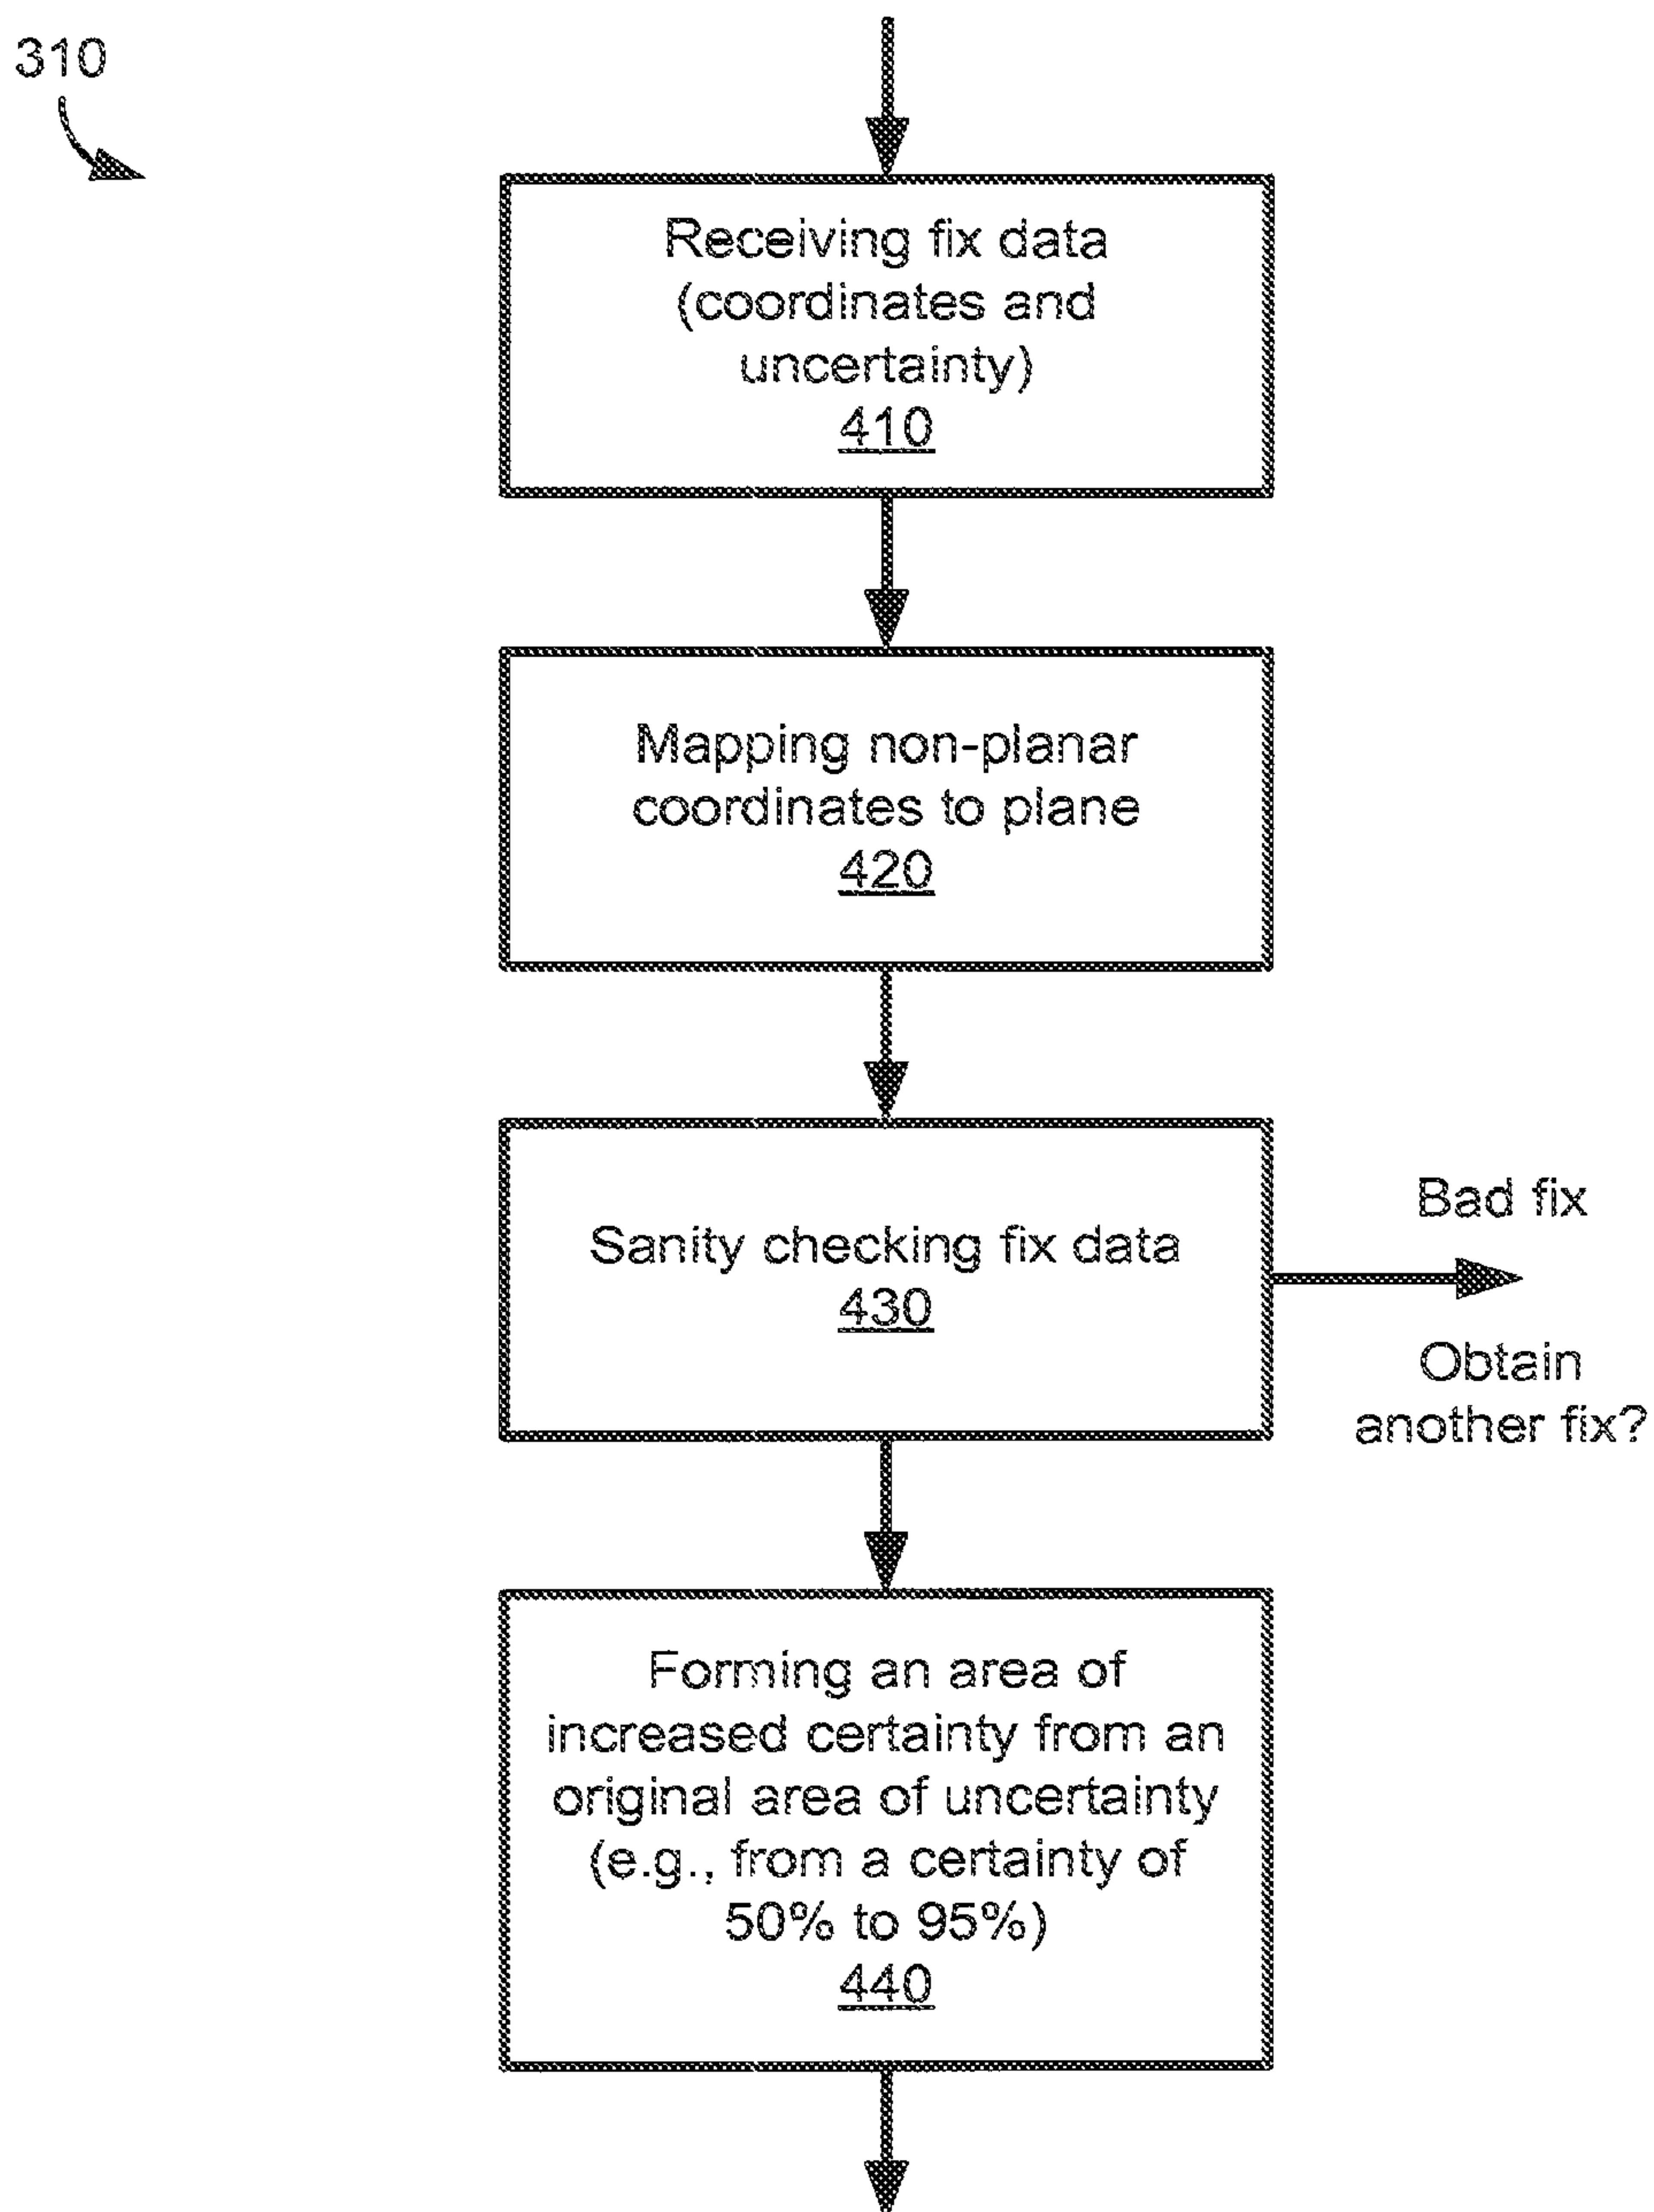 310
Receiving fix data
(coordinates and
uncertainty)
410
Mapping non-planar
coordinates to plane
420
Sanity checking fix data
430
Bad fix
Obtain
another fix?
Forming an area of
increased certainty from an
original area of uncertainty
(e.g., from a certainty of
50% to 95%)
440